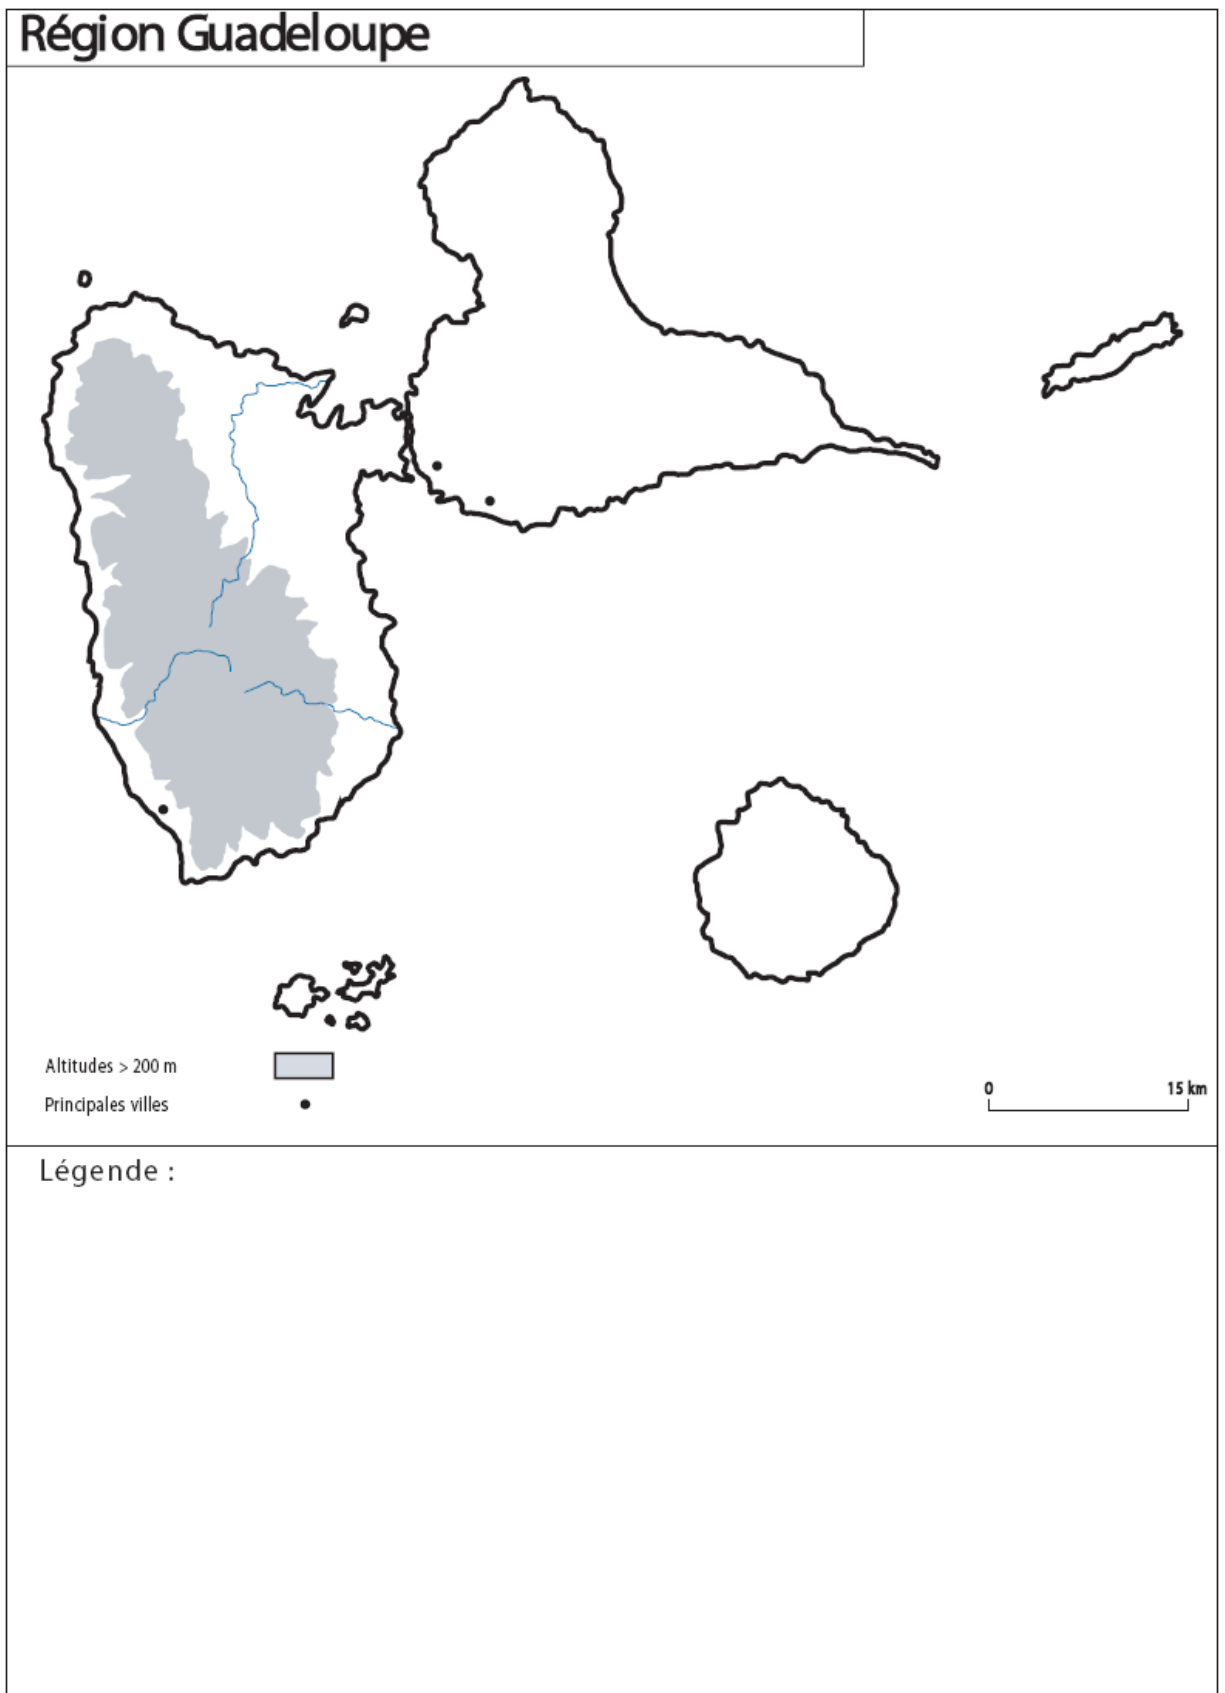 Région Guadeloupe
Altitudes > 200 m
Principales villes
0 15 km
Légende :